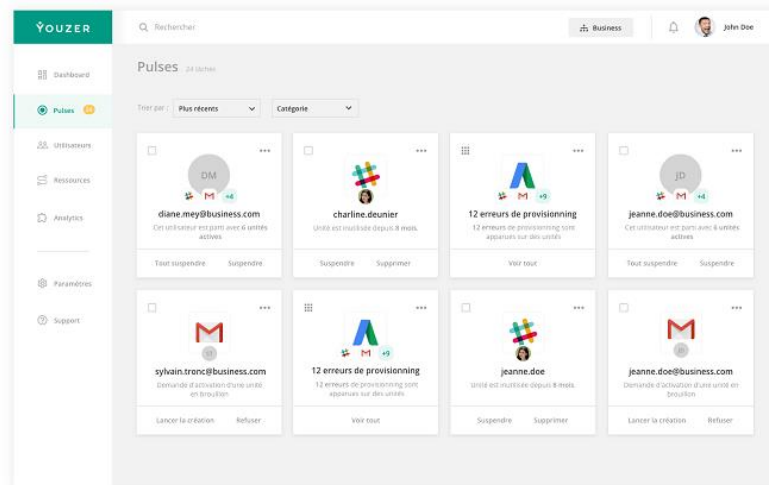 YOUZER
Rechercher
Business
John Doe
Dashboard
Pulses 24
Utilisateurs
Ressources
Analytics
Paramètres
Support
Pulses 24 tâches
Trier par : Plus récents Catégorie
DM
+4
diane.mey@business.com
Cet utilisateur est parti avec 6 unités
actives
Tout suspendre Suspendre
charline.deunier
Unité est inutilisée depuis 8 mois.
Suspendre Supprimer
+9
12 erreurs de provisionning
12 erreurs de provisionning sont
apparues sur des unités
Voir tout
JD
+4
jeanne.doe@business.com
Cet utilisateur est parti avec 6 unités
actives
Tout suspendre Suspendre
ST
sylvain.tronc@business.com
Demande d'activation d'une unité
en brouillon
Lancer la création Refuser
+9
12 erreurs de provisionning
12 erreurs de provisionning sont
apparues sur des unités
Voir tout
jeanne.doe
Unité est inutilisée depuis 8 mois.
Suspendre Supprimer
JD
jeanne.doe@business.com
Demande d'activation d'une unité en
brouillon
Lancer la création Refuser